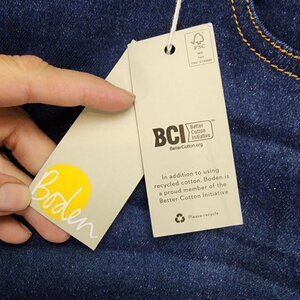 FSC
BCI Better
Cotton
Initiative
BetterCotton.org
In addition to using
recycled cotton, Boden is
a proud member of the
Better Cotton Initiative
Please recycle
Boden